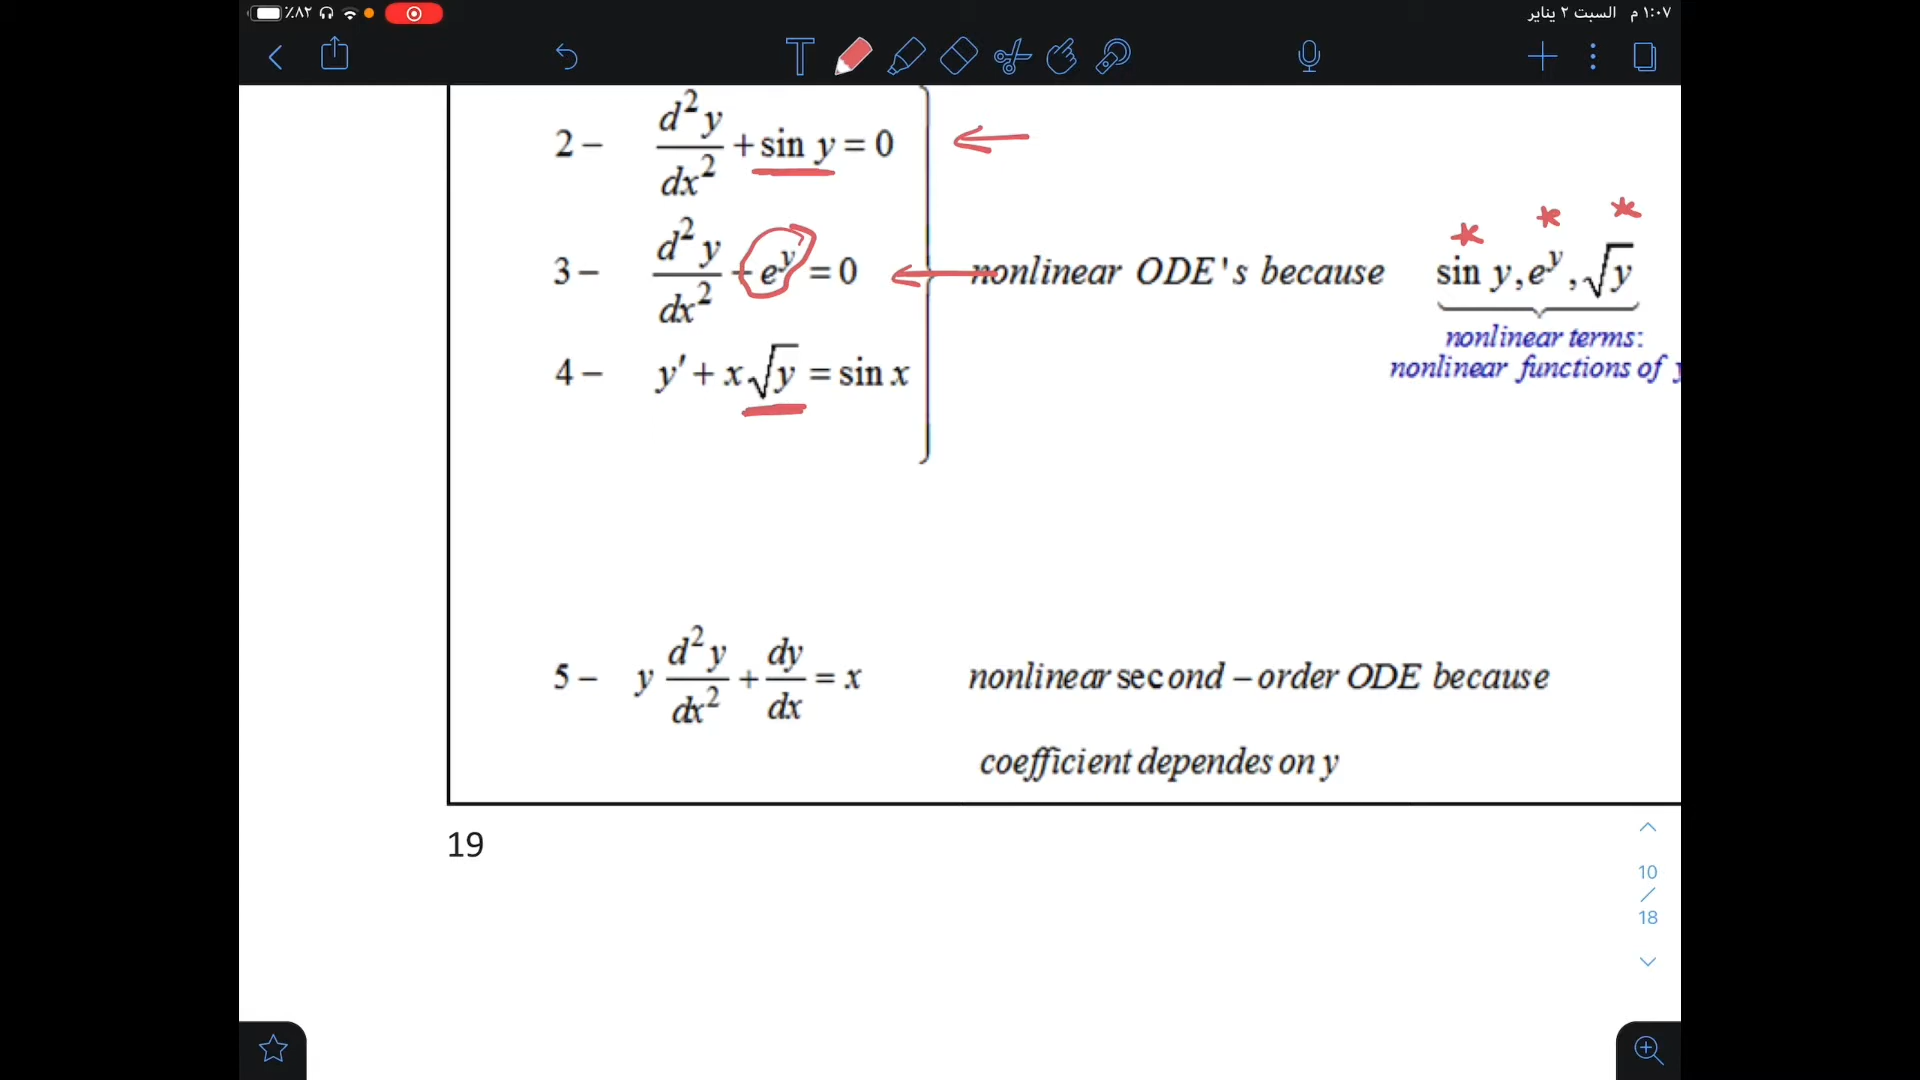 ٪٨٢
١:٠٧ م السبت ٢ يناير
2 – d²y/dx² + sin y = 0
3 – d²y/dx² + e^y = 0
nonlinear ODE's because sin y, e^y, √y
nonlinear terms:
nonlinear functions of y
4 – y′ + x√y = sin x
5 – y d²y/dx² + dy/dx = x nonlinear second – order ODE because
coefficient dependes on y
19
10
/
18